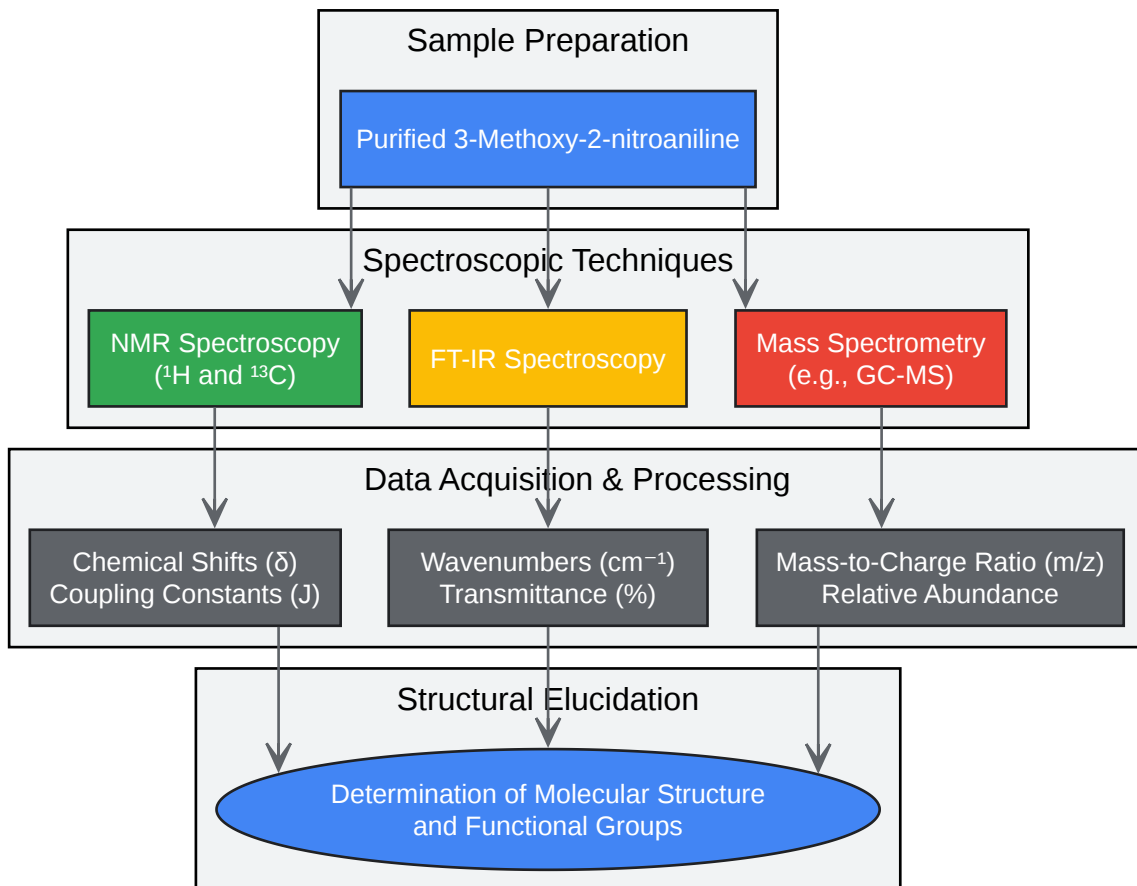 Sample Preparation
Purified 3-Methoxy-2-nitroaniline
Spectroscopic Techniques
NMR Spectroscopy
(¹H and ¹³C)
FT-IR Spectroscopy
Mass Spectrometry
(e.g., GC-MS)
Data Acquisition & Processing
Chemical Shifts (δ)
Coupling Constants (J)
Wavenumbers (cm⁻¹)
Transmittance (%)
Mass-to-Charge Ratio (m/z)
Relative Abundance
Structural Elucidation
Determination of Molecular Structure
and Functional Groups